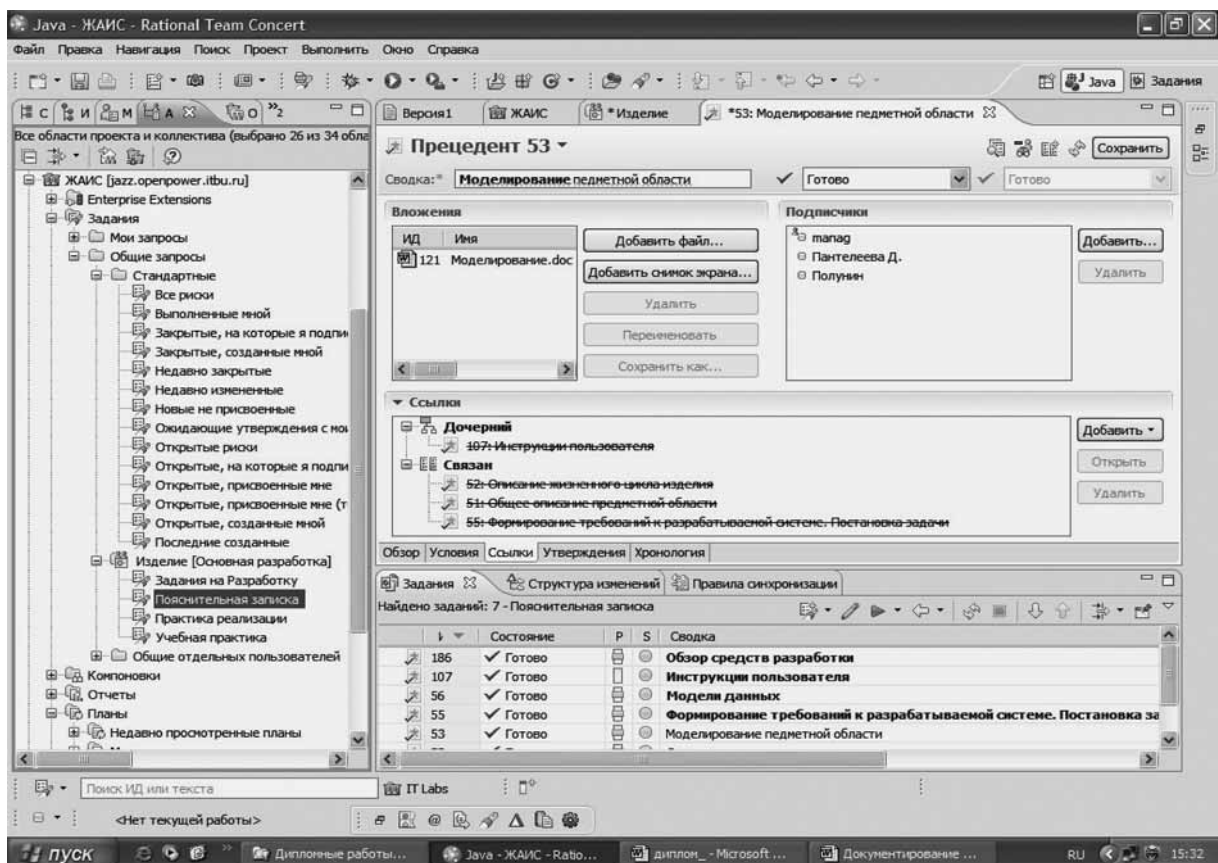 Java - ЖАИС - Rational Team Concert
Файл Правка Навигация Поиск Проект Выполнить Окно Справка
Java Задания
С И М А О »2
Все области проекта и коллектива (выбрано 26 из 34 обла
ЖАИС [jazz.openpower.itbu.ru]
Enterprise Extensions
Задания
Мои запросы
Общие запросы
Стандартные
Все риски
Выполненные мной
Закрытые, на которые я подпи
Закрытые, созданные мной
Недавно закрытые
Недавно измененные
Новые не присвоенные
Ожидающие утверждения с мои
Открытые риски
Открытые, на которые я подпи
Открытые, присвоенные мне
Открытые, присвоенные мне (т
Открытые, созданные мной
Последние созданные
Изделие [Основная разработка]
Задания на Разработку
Пояснительная записка
Практика реализации
Учебная практика
Общие отдельных пользователей
Компоновки
Отчеты
Планы
Недавно просмотренные планы
Версия1 ЖАИС *Изделие *53: Моделирование педметной области
Прецедент 53
Сохранить
Сводка:* Моделирование педметной области Готово Готово
Вложения
ИД Имя
121 Моделирование.doc
Добавить файл...
Добавить снимок экрана...
Удалить
Переименовать
Сохранить как...
Подписчики
manag
Пантелеева Д.
Полунин
Добавить...
Удалить
Ссылки
Дочерний
107: Инструкции пользователя
Связан
52: Описание жизненного цикла изделия
51: Общее описание предметной области
55: Формирование требований к разрабатываемой системе. Постановка задачи
Добавить
Открыть
Удалить
Обзор Условия Ссылки Утверждения Хронология
Задания Структура изменений Правила синхронизации
Найдено заданий: 7 - Пояснительная записка
Состояние P S Сводка
186 Готово Обзор средств разработки
107 Готово Инструкции пользователя
56 Готово Модели данных
55 Готово Формирование требований к разрабатываемой системе. Постановка за
53 Готово Моделирование педметной области
Поиск ИД или текста
IT Labs
<Нет текущей работы>
пуск Дипломные работы... Java - ЖАИС - Ratio... диплом_ - Microsoft ... Документирование ... RU 15:32